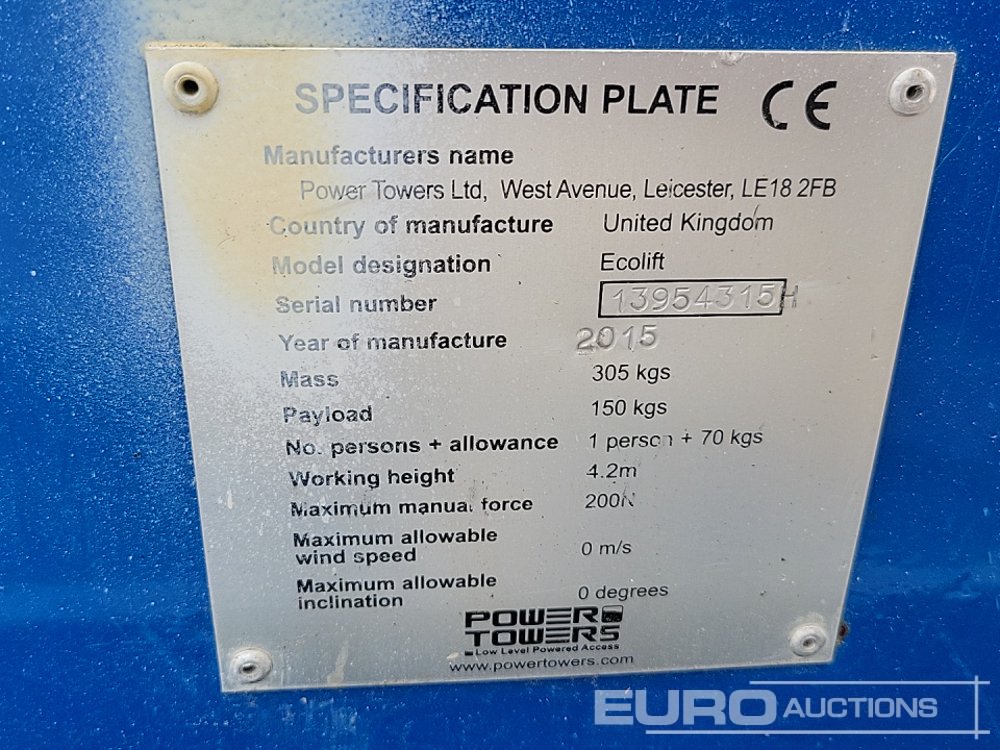 SPECIFICATION PLATE CE
Manufacturers name
Power Towers Ltd, West Avenue, Leicester, LE18 2FB
Country of manufacture United Kingdom
Model designation Ecolift
Serial number 13954315H
Year of manufacture 2015
Mass 305 kgs
Payload 150 kgs
No. persons + allowance 1 person + 70 kgs
Working height 4.2m
Maximum manual force 200N
Maximum allowable
wind speed 0 m/s
Maximum allowable
inclination 0 degrees
POWER
TOWERS
Low Level Powered Access
www.powertowers.com
EURO AUCTIONS